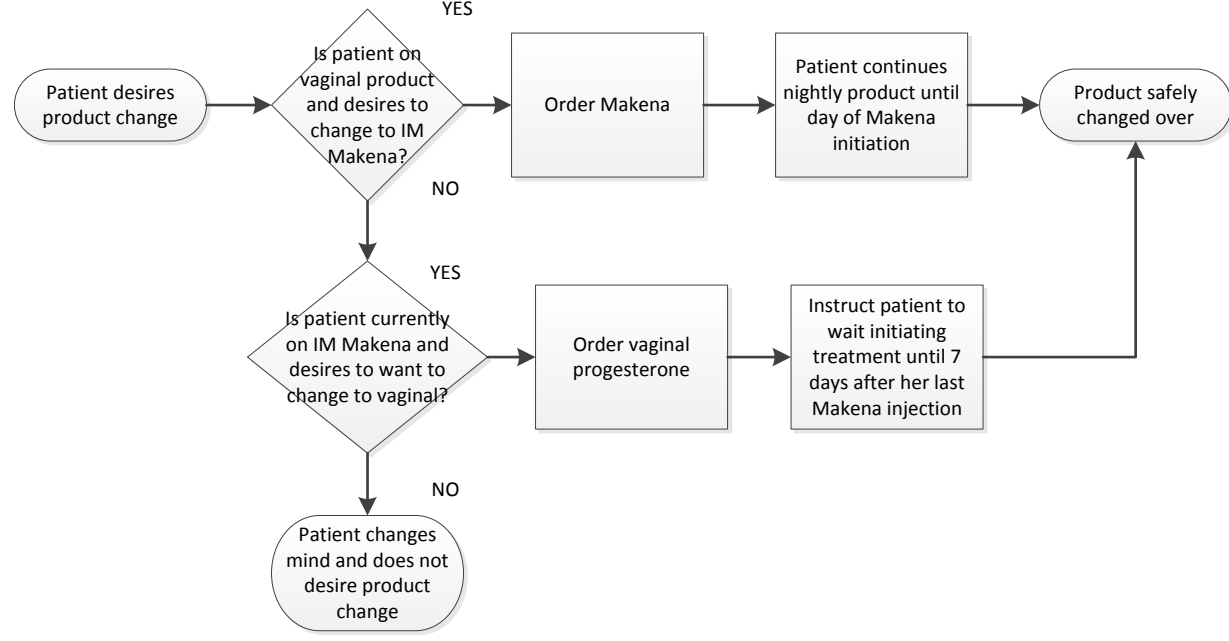 YES
Patient desires
product change
Is patient on
vaginal product
and desires to
change to IM
Makena?
Order Makena
Patient continues
nightly product until
day of Makena
initiation
Product safely
changed over
NO
YES
Is patient currently
on IM Makena and
desires to want to
change to vaginal?
Order vaginal
progesterone
Instruct patient to
wait initiating
treatment until 7
days after her last
Makena injection
NO
Patient changes
mind and does not
desire product
change